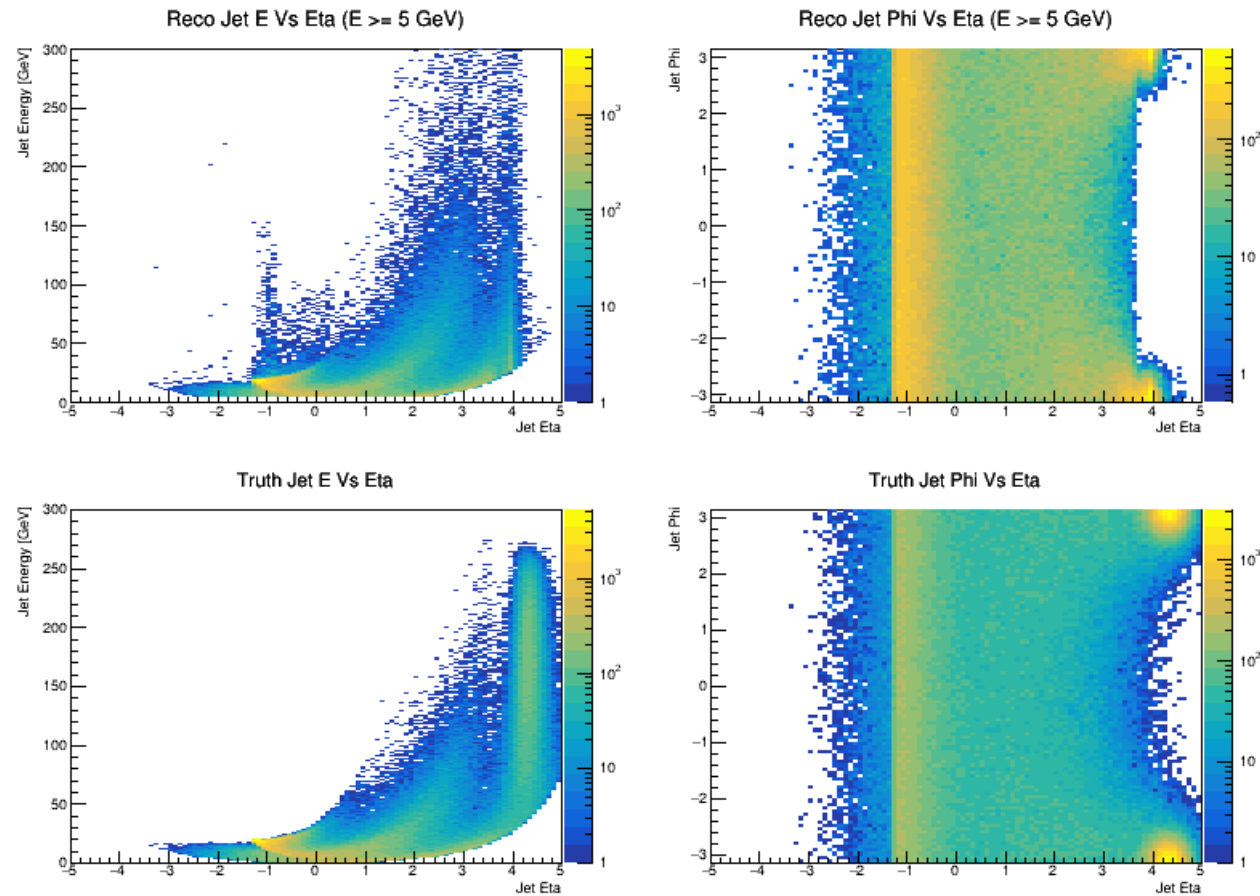 Reco Jet E Vs Eta (E >= 5 GeV)
Jet Energy [GeV]
300
250
200
150
100
50
0
−5 −4 −3 −2 −1 0 1 2 3 4 5
Jet Eta
10³
10²
10
1
Reco Jet Phi Vs Eta (E >= 5 GeV)
Jet Phi
3
2
1
0
−1
−2
−3
−5 −4 −3 −2 −1 0 1 2 3 4 5
Jet Eta
10²
10
1
Truth Jet E Vs Eta
Jet Energy [GeV]
300
250
200
150
100
50
0
−5 −4 −3 −2 −1 0 1 2 3 4 5
Jet Eta
10³
10²
10
1
Truth Jet Phi Vs Eta
Jet Phi
3
2
1
0
−1
−2
−3
−5 −4 −3 −2 −1 0 1 2 3 4 5
Jet Eta
10³
10²
10
1